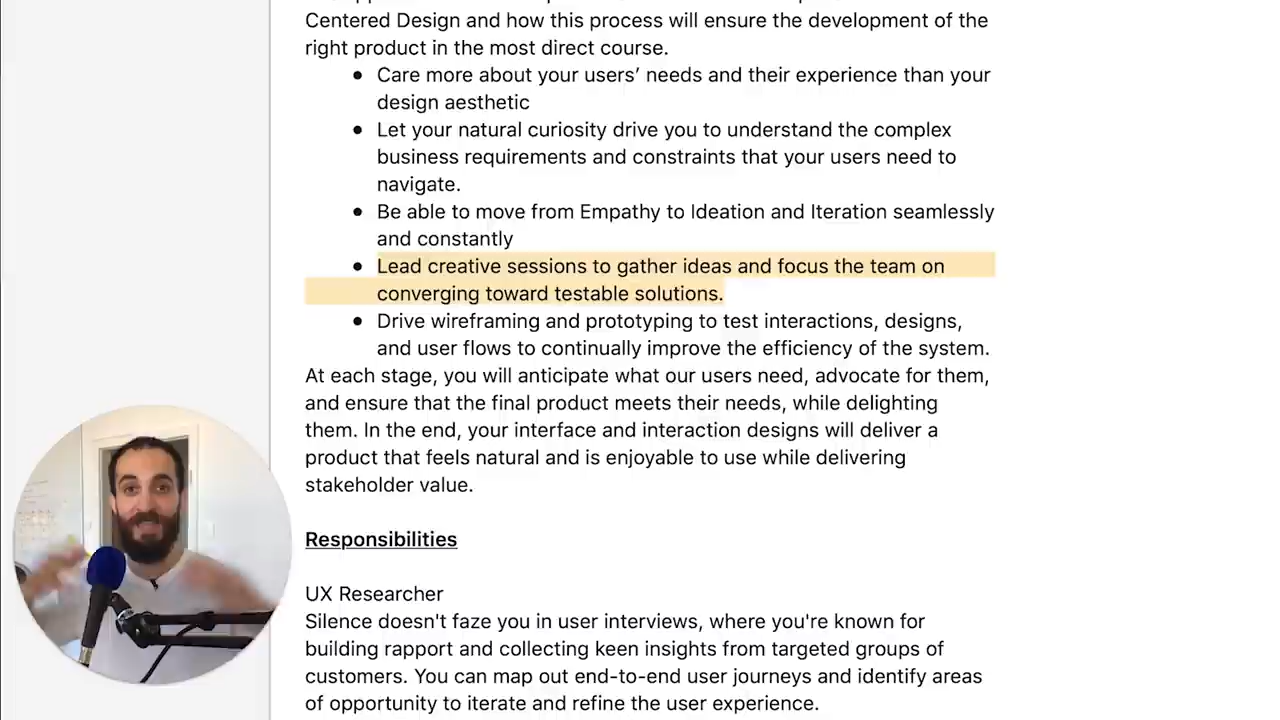 Centered Design and how this process will ensure the development of the
right product in the most direct course.
● Care more about your users’ needs and their experience than your
design aesthetic
● Let your natural curiosity drive you to understand the complex
business requirements and constraints that your users need to
navigate.
● Be able to move from Empathy to Ideation and Iteration seamlessly
and constantly
● Lead creative sessions to gather ideas and focus the team on
converging toward testable solutions.
● Drive wireframing and prototyping to test interactions, designs,
and user flows to continually improve the efficiency of the system.
At each stage, you will anticipate what our users need, advocate for them,
and ensure that the final product meets their needs, while delighting
them. In the end, your interface and interaction designs will deliver a
product that feels natural and is enjoyable to use while delivering
stakeholder value.
Responsibilities
UX Researcher
Silence doesn't faze you in user interviews, where you're known for
building rapport and collecting keen insights from targeted groups of
customers. You can map out end-to-end user journeys and identify areas
of opportunity to iterate and refine the user experience.